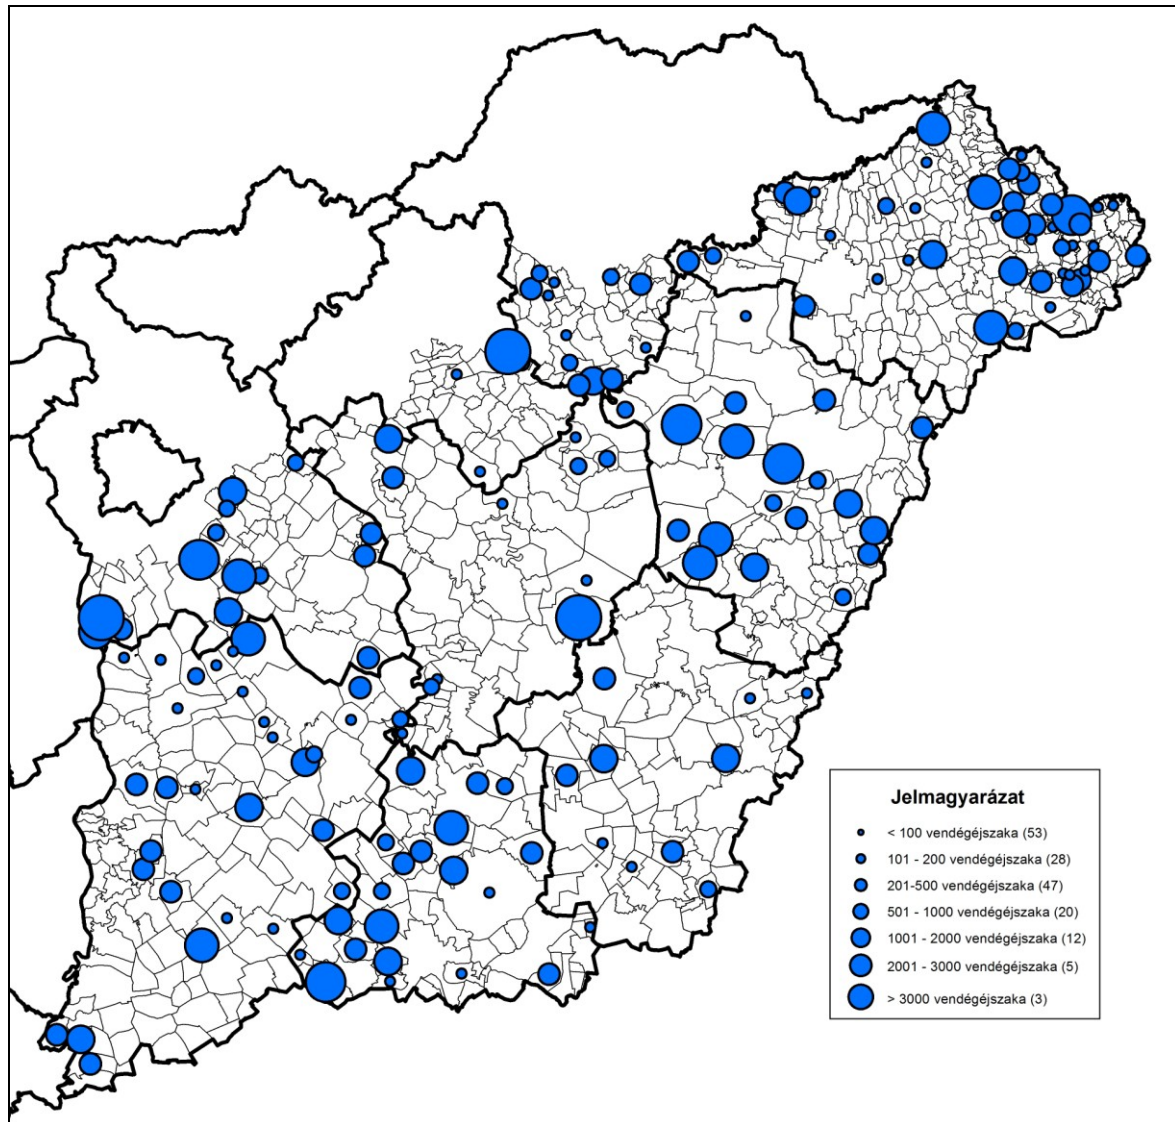 Jelmagyarázat
< 100 vendégéjszaka (53)
101 - 200 vendégéjszaka (28)
201-500 vendégéjszaka (47)
501 - 1000 vendégéjszaka (20)
1001 - 2000 vendégéjszaka (12)
2001 - 3000 vendégéjszaka (5)
> 3000 vendégéjszaka (3)